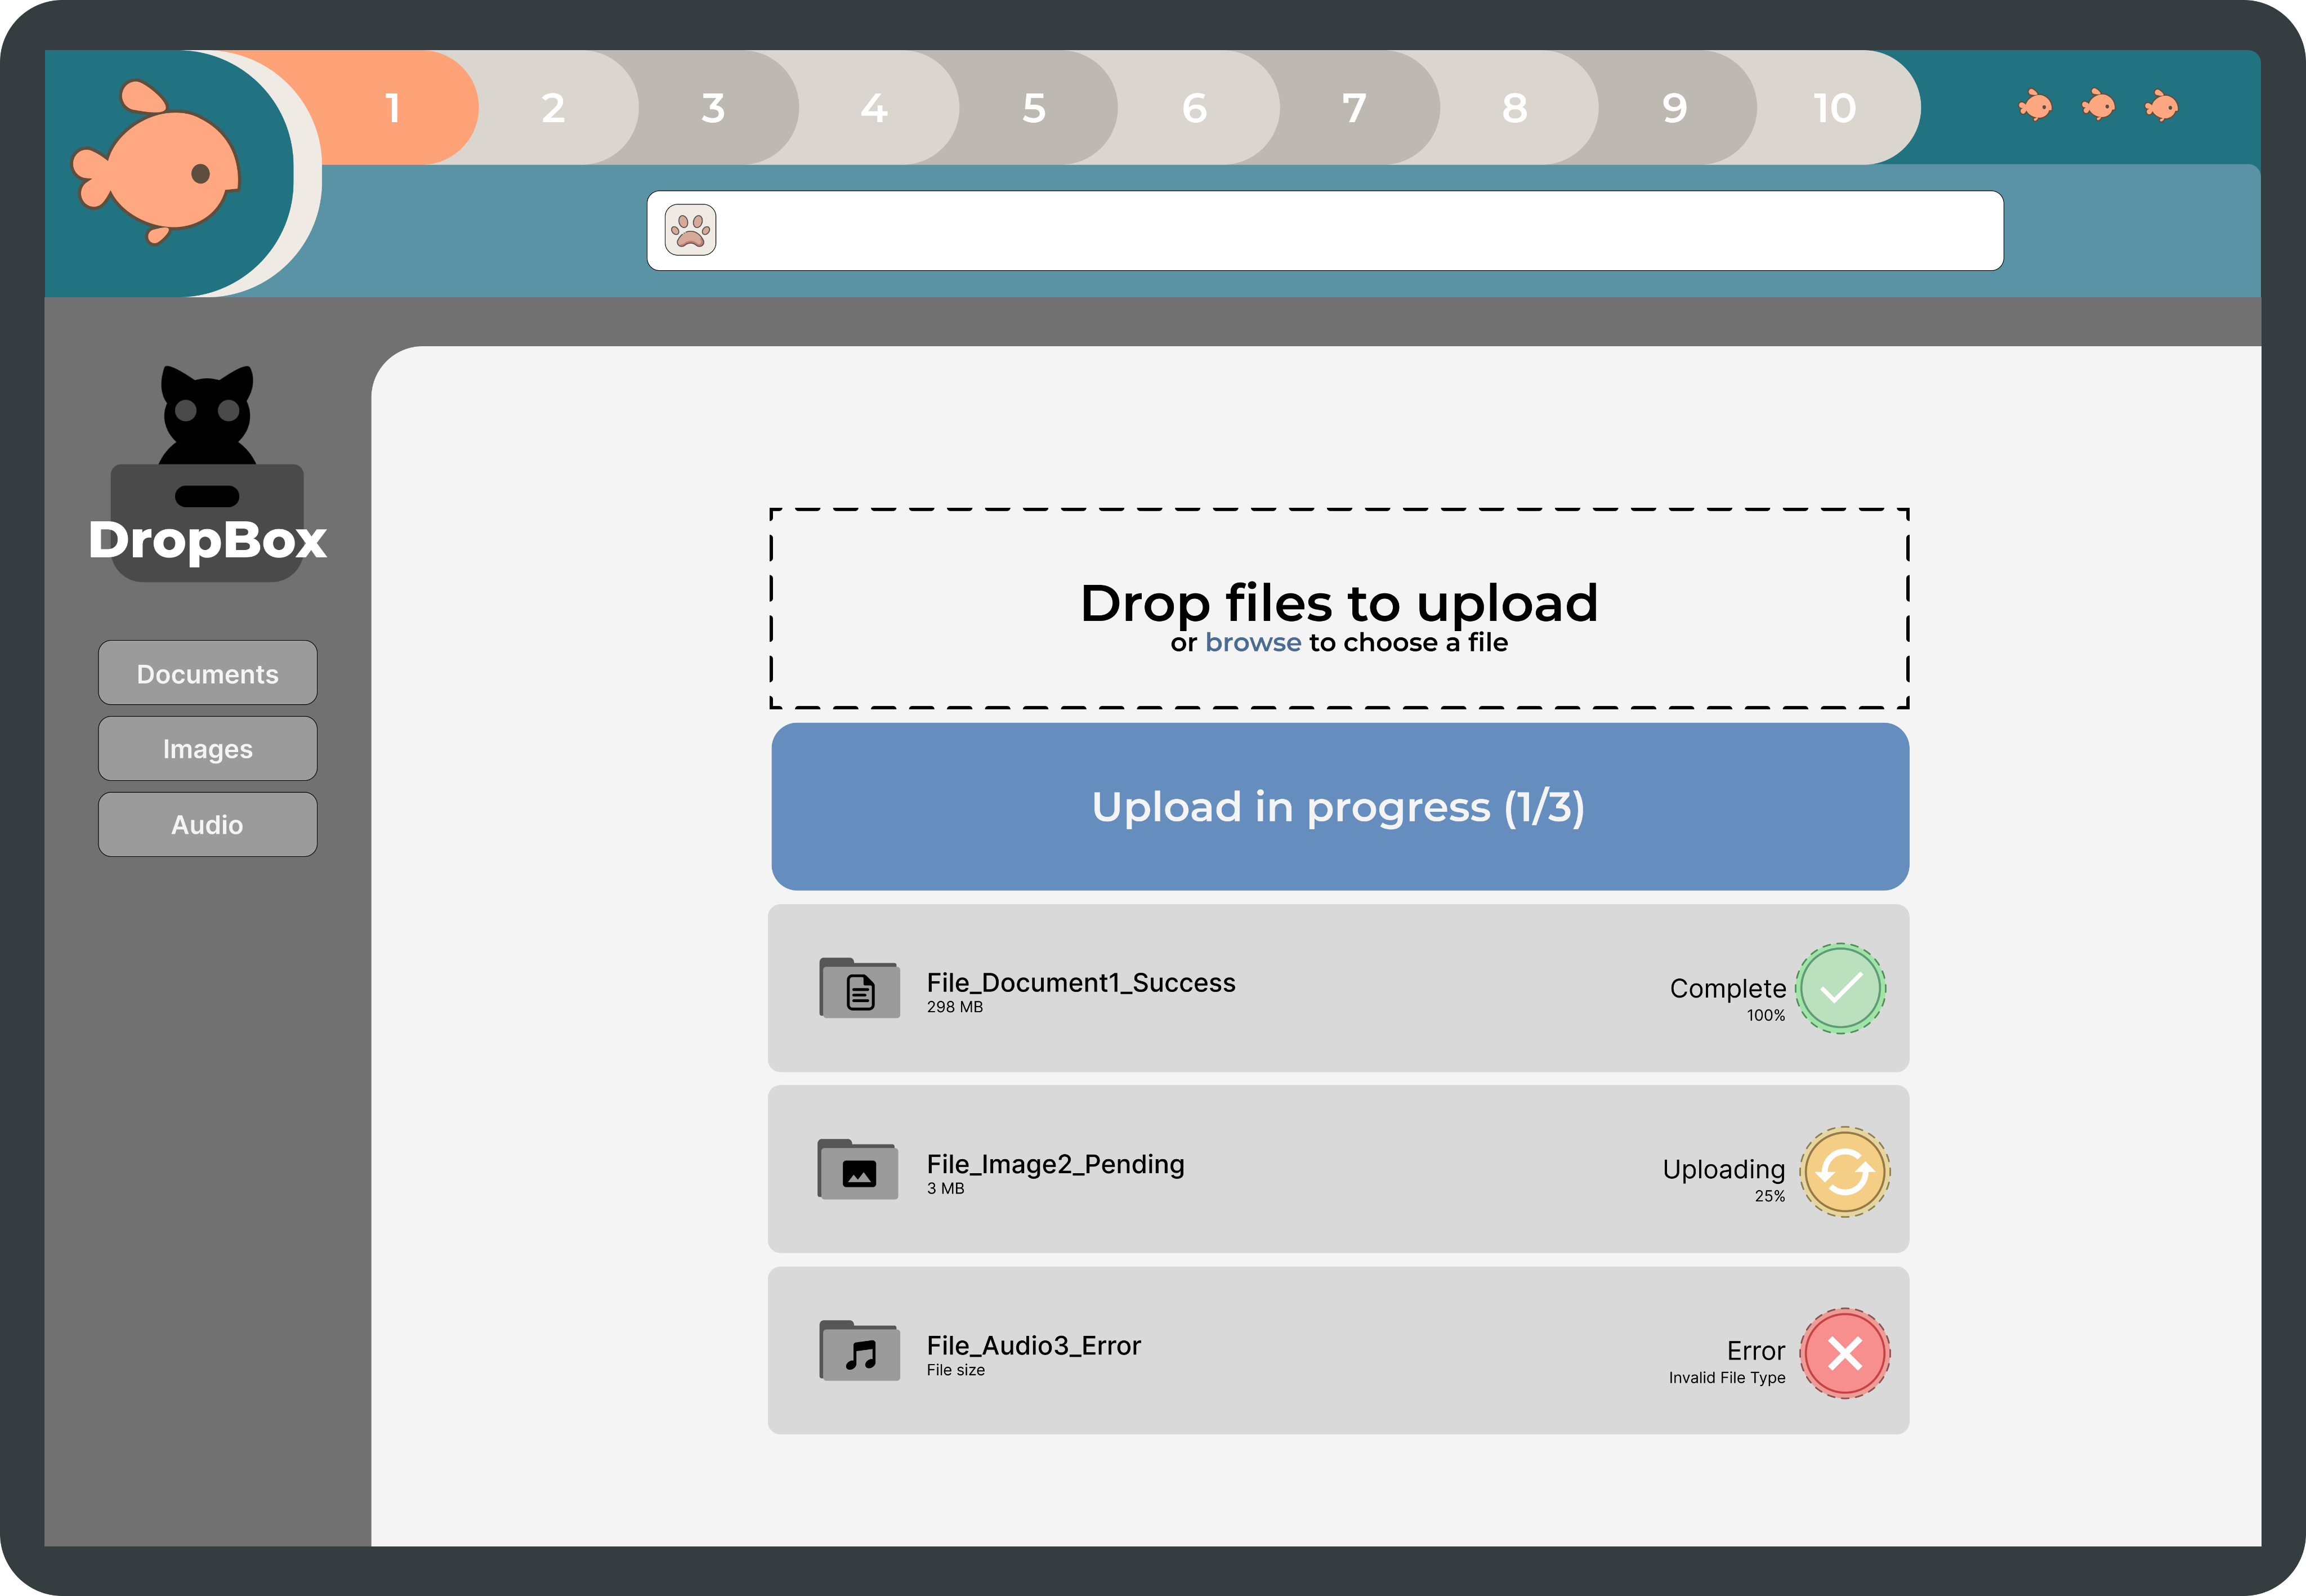 1 2 3 4 5 6 7 8 9 10
DropBox
Documents
Images
Audio
Drop files to upload
or browse to choose a file
Upload in progress (1/3)
File_Document1_Success
298 MB
Complete
100%
File_Image2_Pending
3 MB
Uploading
25%
File_Audio3_Error
File size
Error
Invalid File Type